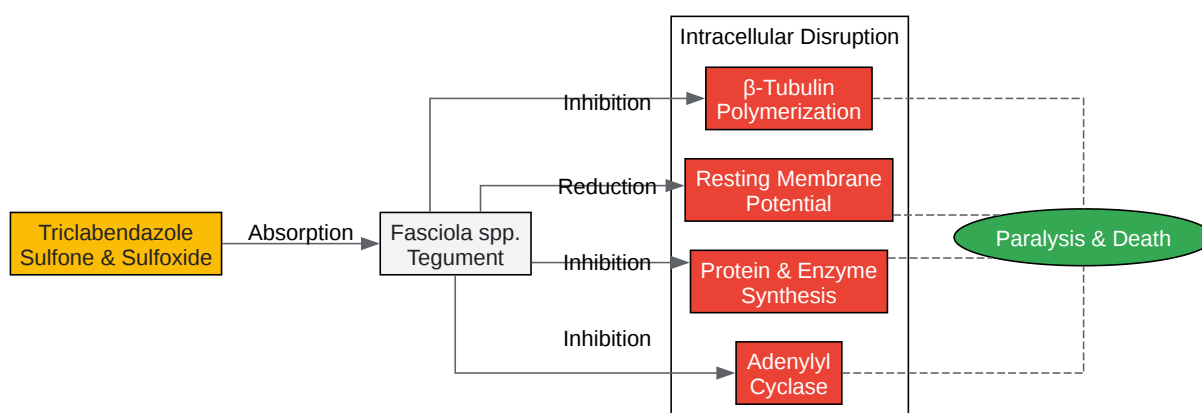 Intracellular Disruption
Inhibition
β-Tubulin
Polymerization
Reduction
Resting Membrane
Potential
Triclabendazole
Sulfone & Sulfoxide
Absorption
Fasciola spp.
Tegument
Inhibition
Protein & Enzyme
Synthesis
Paralysis & Death
Inhibition
Adenylyl
Cyclase